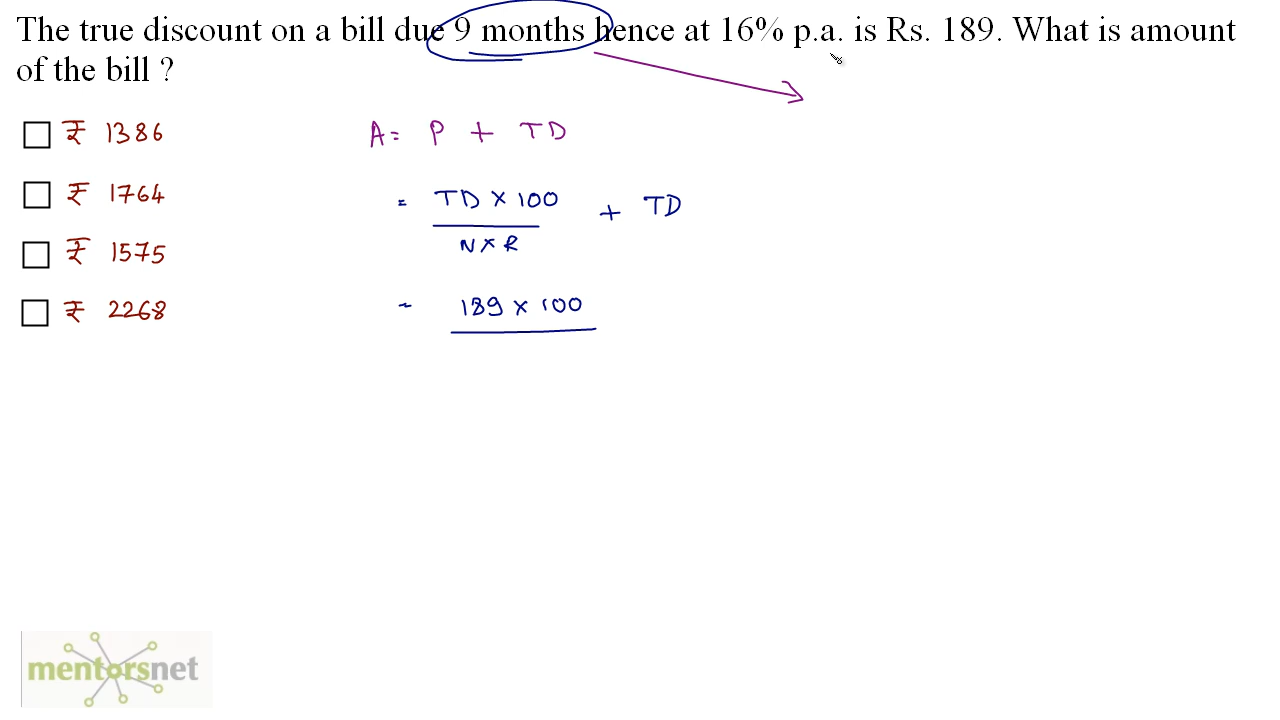 The true discount on a bill due 9 months hence at 16% p.a. is Rs. 189. What is amount
of the bill ?
₹ 1386
₹ 1764
₹ 1575
₹ 2268
A = P + TD
= TD × 100 + TD
N × R
= 189 × 100
mentorsnet